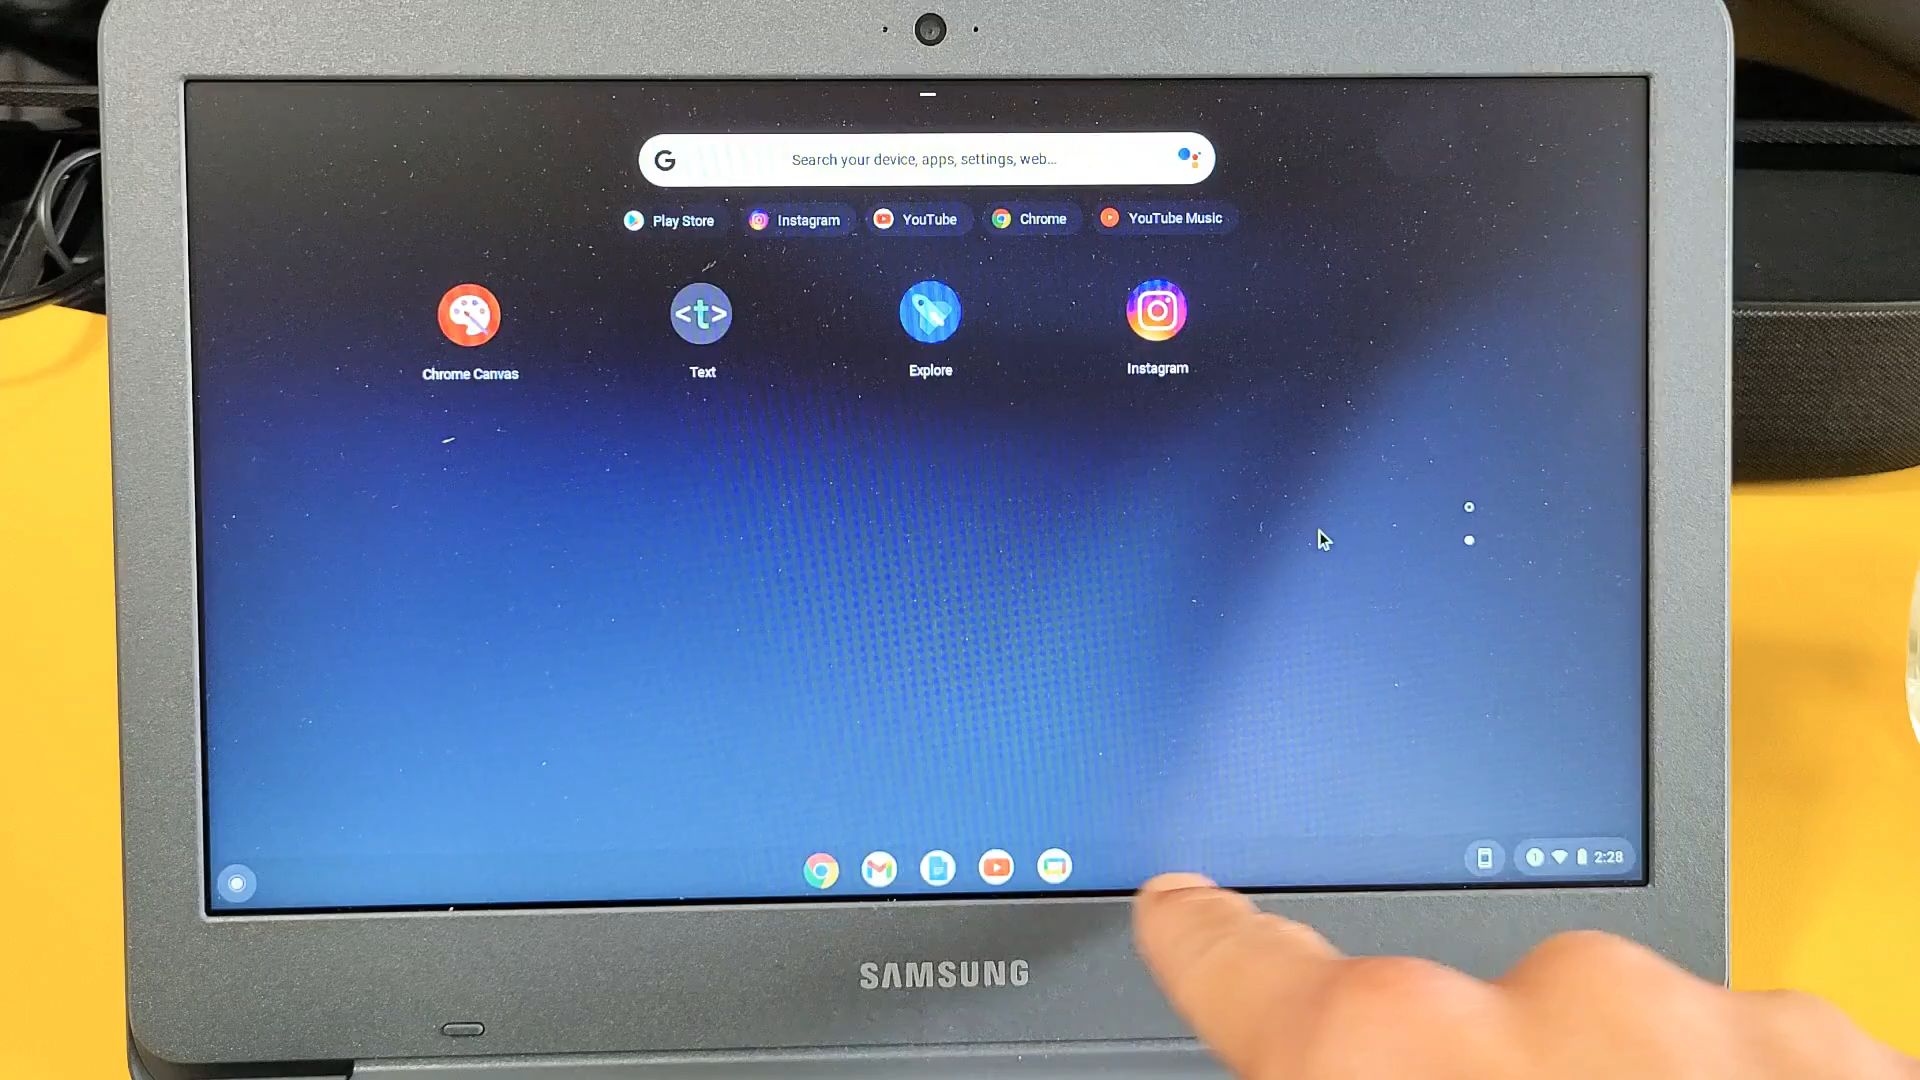 G Search your device, apps, settings, web...
Play Store Instagram YouTube Chrome YouTube Music
<t>
Chrome Canvas Text Explore Instagram
1 2:28
SAMSUNG